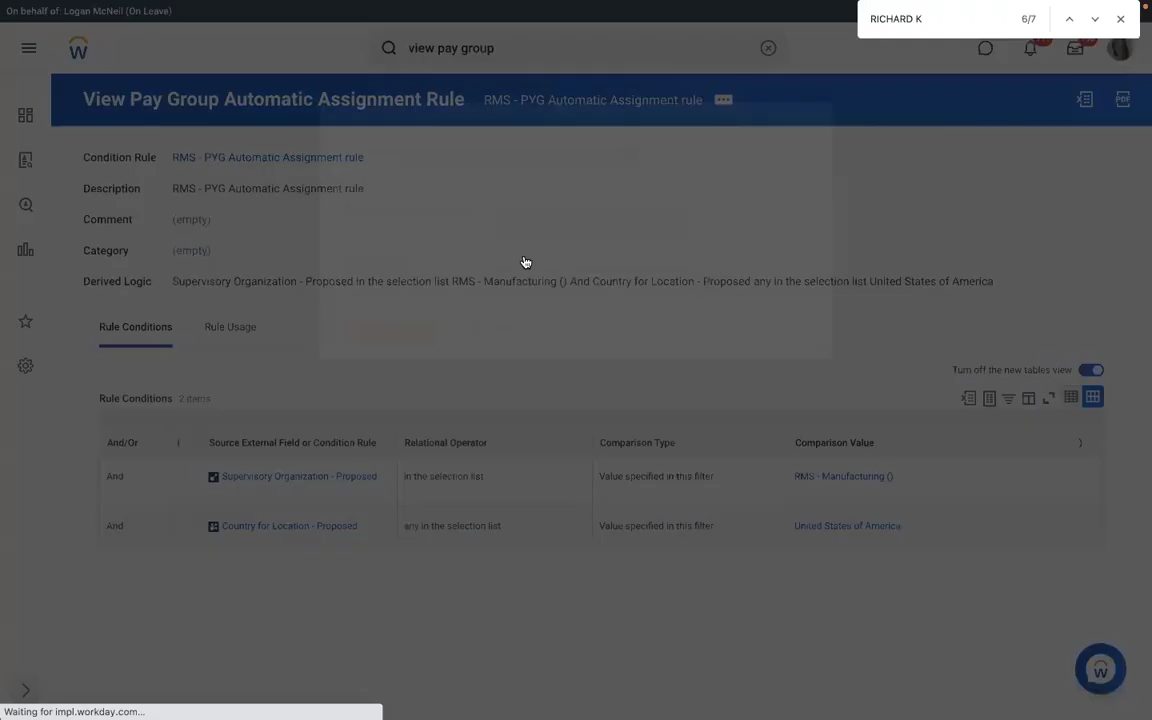 On behalf of: Logan McNeil (On Leave)
RICHARD K 6/7
view pay group
View Pay Group Automatic Assignment Rule RMS - PYG Automatic Assignment rule
PDF
Condition Rule RMS - PYG Automatic Assignment rule
Description RMS - PYG Automatic Assignment rule
Comment (empty)
Category (empty)
Derived Logic Supervisory Organization - Proposed in the selection list RMS - Manufacturing () And Country for Location - Proposed any in the selection list United States of America
Rule Conditions Rule Usage
Turn off the new tables view
Rule Conditions 2 items
And/Or ( Source External Field or Condition Rule Relational Operator Comparison Type Comparison Value )
And Supervisory Organization - Proposed in the selection list Value specified in this filter RMS - Manufacturing ()
And Country for Location - Proposed any in the selection list Value specified in this filter United States of America
Waiting for impl.workday.com...